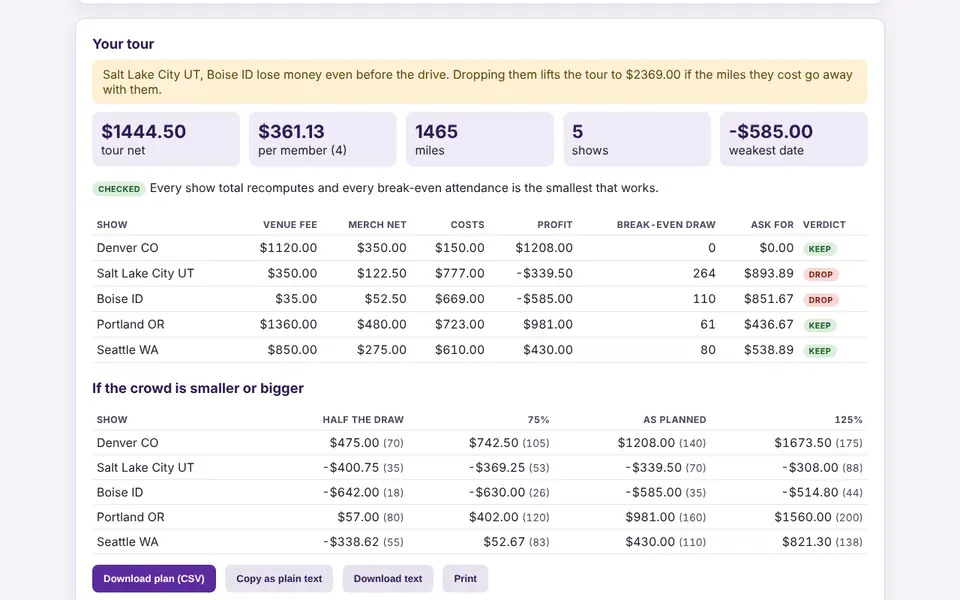 Your tour
Salt Lake City UT, Boise ID lose money even before the drive. Dropping them lifts the tour to $2369.00 if the miles they cost go away
with them.
$1444.50 $361.13 1465 5 -$585.00
tour net per member (4) miles shows weakest date
CHECKED Every show total recomputes and every break-even attendance is the smallest that works.
SHOW VENUE FEE MERCH NET COSTS PROFIT BREAK-EVEN DRAW ASK FOR VERDICT
Denver CO $1120.00 $350.00 $150.00 $1208.00 0 $0.00 KEEP
Salt Lake City UT $350.00 $122.50 $777.00 -$339.50 264 $893.89 DROP
Boise ID $35.00 $52.50 $669.00 -$585.00 110 $851.67 DROP
Portland OR $1360.00 $480.00 $723.00 $981.00 61 $436.67 KEEP
Seattle WA $850.00 $275.00 $610.00 $430.00 80 $538.89 KEEP
If the crowd is smaller or bigger
SHOW HALF THE DRAW 75% AS PLANNED 125%
Denver CO $475.00 (70) $742.50 (105) $1208.00 (140) $1673.50 (175)
Salt Lake City UT -$400.75 (35) -$369.25 (53) -$339.50 (70) -$308.00 (88)
Boise ID -$642.00 (18) -$630.00 (26) -$585.00 (35) -$514.80 (44)
Portland OR $57.00 (80) $402.00 (120) $981.00 (160) $1560.00 (200)
Seattle WA -$338.62 (55) $52.67 (83) $430.00 (110) $821.30 (138)
Download plan (CSV) Copy as plain text Download text Print